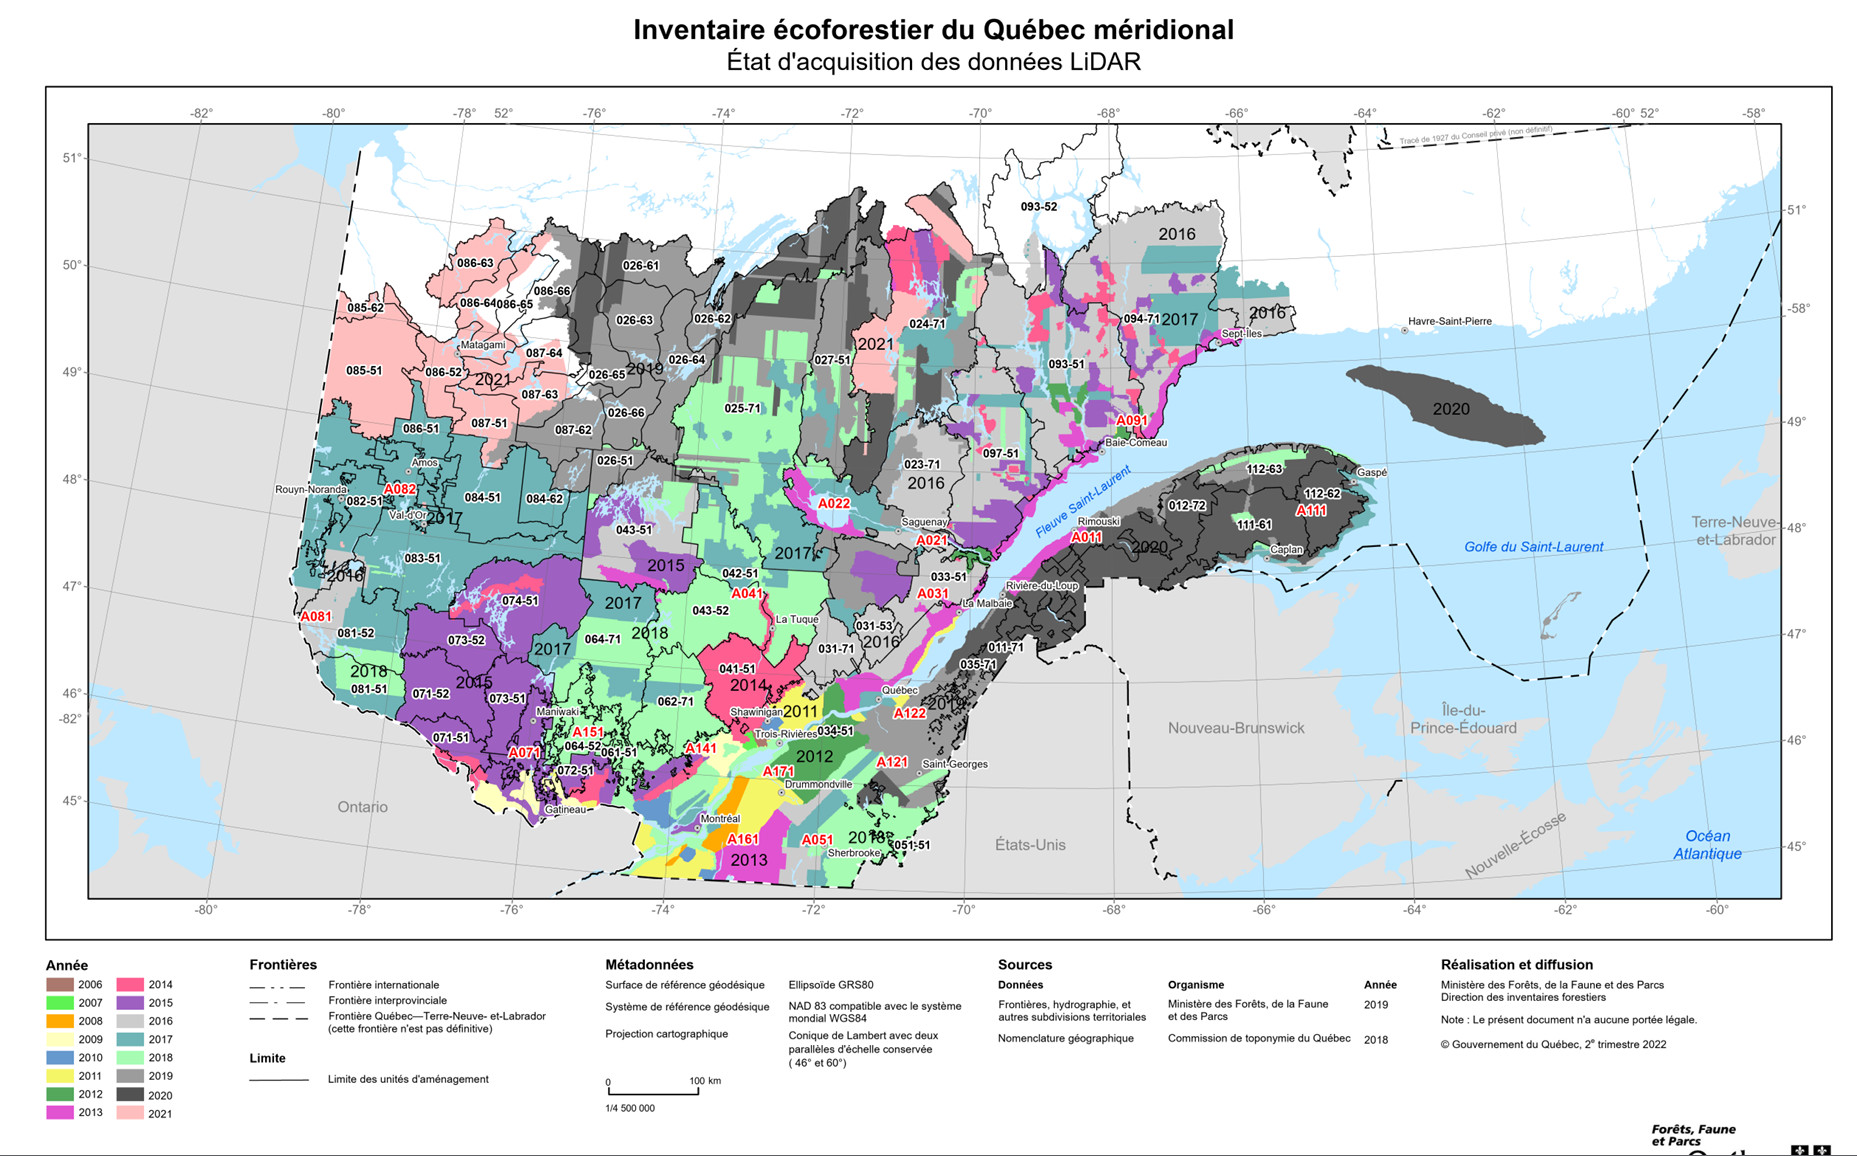 Inventaire écoforestier du Québec méridional
État d'acquisition des données LiDAR
-82°
-80°
-78°
52°
-76°
-74°
-72°
-70°
-68°
-66°
-64°
-62°
-60°
52°
-58°
Tracé de 1927 du Conseil privé (non définitif)
51°
093-52
51°
2016
50°
086-63
026-61
086-66
085-62
086-64
086-65
026-63
026-62
024-71
094-71
2017
2016
-58°
Havre-Saint-Pierre
Sept-Îles
Matagami
087-64
2021
027-51
026-64
093-51
49°
085-51
086-52
2021
026-65
2019
087-63
025-71
2020
026-66
49°
086-51
087-51
087-62
A091
Baie-Comeau
097-51
026-51
023-71
2016
112-63
Gaspé
48°
Amos
Rouyn-Noranda
A082
082-51
084-51
084-62
A022
Fleuve Saint-Laurent
012-72
112-62
A111
Val-d'Or
2017
043-51
Saguenay
A021
Rimouski
A011
111-61
Caplan
2020
Terre-Neuve-
et-Labrador
48°
Golfe du Saint-Laurent
083-51
2015
2017
042-51
2016
033-51
47°
A041
A031
Rivière-du-Loup
La Malbaie
074-51
2017
043-52
La Tuque
A081
081-52
073-52
064-71
2018
031-53
2016
47°
2017
031-71
011-71
035-71
2018
081-51
041-51
2014
46°
071-52
2015
073-51
062-71
Québec
-82°
Maniwaki
Shawinigan
2011
A122
2019
Île-du-
Prince-Édouard
Nouveau-Brunswick
A151
Trois-Rivières
034-51
071-51
A071
064-52
061-51
A141
2012
46°
072-51
A171
A121
Saint-Georges
Drummondville
45°
Ontario
Gatineau
Montréal
A161
A051
2018
051-51
États-Unis
Nouvelle-Écosse
Océan
Atlantique
45°
2013
Sherbrooke
-80°
-78°
-76°
-74°
-72°
-70°
-68°
-66°
-64°
-62°
-60°
Année
2006
2007
2008
2009
2010
2011
2012
2013
2014
2015
2016
2017
2018
2019
2020
2021
Frontières
Frontière internationale
Frontière interprovinciale
Frontière Québec—Terre-Neuve- et-Labrador
(cette frontière n'est pas définitive)
Limite
Limite des unités d'aménagement
Métadonnées
Surface de référence géodésique
Ellipsoïde GRS80
Système de référence géodésique
NAD 83 compatible avec le système
mondial WGS84
Projection cartographique
Conique de Lambert avec deux
parallèles d'échelle conservée
( 46° et 60°)
0
100 km
1/4 500 000
Sources
Données
Organisme
Année
Frontières, hydrographie, et
autres subdivisions territoriales
Ministère des Forêts, de la Faune
et des Parcs
2019
Nomenclature géographique
Commission de toponymie du Québec
2018
Réalisation et diffusion
Ministère des Forêts, de la Faune et des Parcs
Direction des inventaires forestiers
Note : Le présent document n'a aucune portée légale.
© Gouvernement du Québec, 2e trimestre 2022
Forêts, Faune
et Parcs